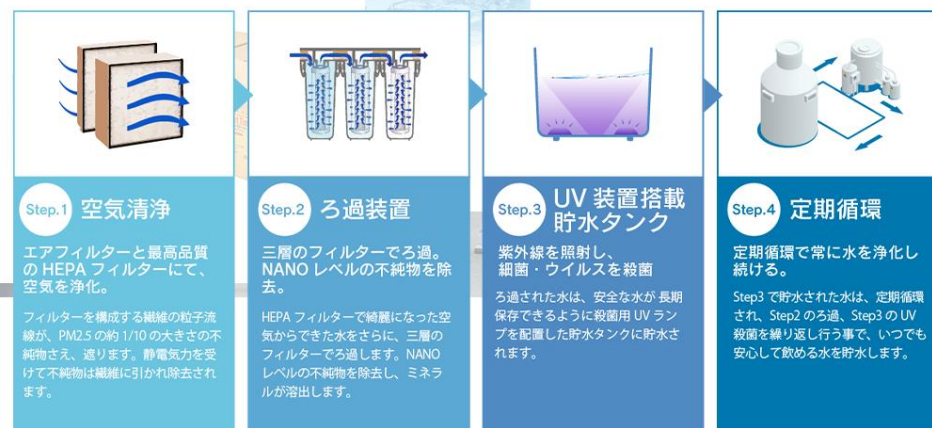 Step.1 空気清浄
エアフィルターと最高品質
の HEPA フィルターにて、
空気を浄化。
フィルターを構成する繊維の粒子流
線が、PM2.5 の約 1/10 の大きさの不
純物さえ、遮ります。静電気力を受
けて不純物は繊維に引かれ除去され
ます。
Step.2 ろ過装置
三層のフィルターでろ過。
NANO レベルの不純物を除
去。
HEPA フィルターで綺麗になった空
気からできた水をさらに、三層の
フィルターでろ過します。NANO
レベルの不純物を除去し、ミネラ
ルが溶出します。
Step.3 UV 装置搭載
貯水タンク
紫外線を照射し、
細菌・ウイルスを殺菌
ろ過された水は、安全な水が 長期
保存できるように殺菌用 UV ラン
プを配置した貯水タンクに貯水さ
れます。
Step.4 定期循環
定期循環で常に水を浄化し
続ける。
Step3 で貯水された水は、定期循環
され、Step2 のろ過、Step3 の UV
殺菌を繰り返し行う事で、いつでも
安心して飲める水を貯水します。